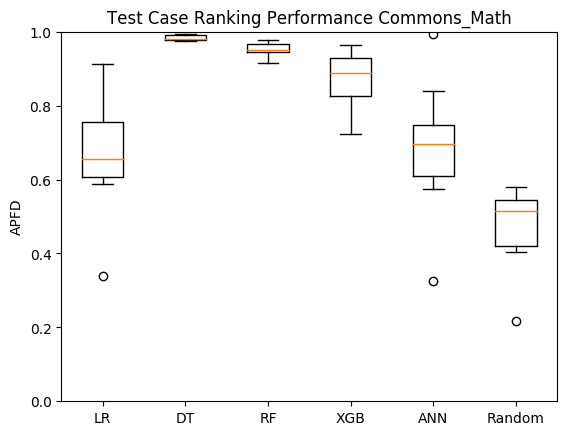 Test Case Ranking Performance Commons_Math
APFD
1.0
0.8
0.6
0.4
0.2
0.0
LR DT RF XGB ANN Random